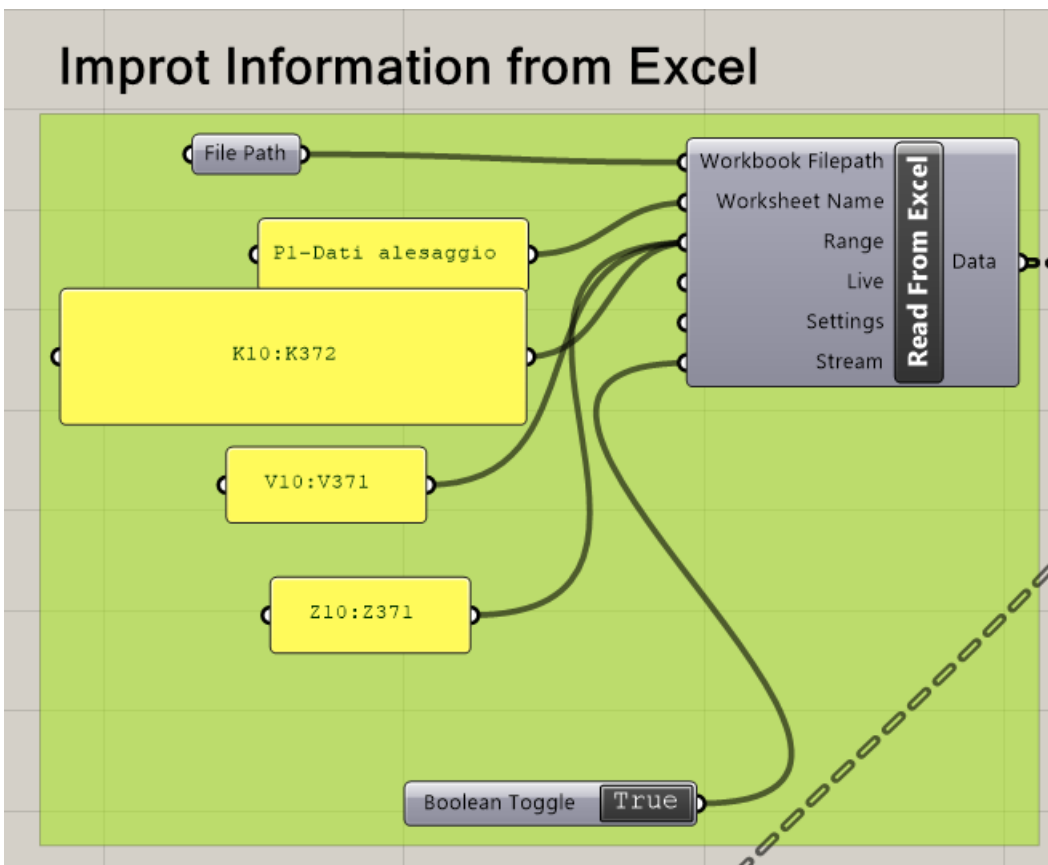 Improt Information from Excel
File Path
Workbook Filepath
Worksheet Name
Range
Live
Settings
Stream
Read From Excel
Data
P1-Dati alesaggio
K10:K372
V10:V371
Z10:Z371
Boolean Toggle
True